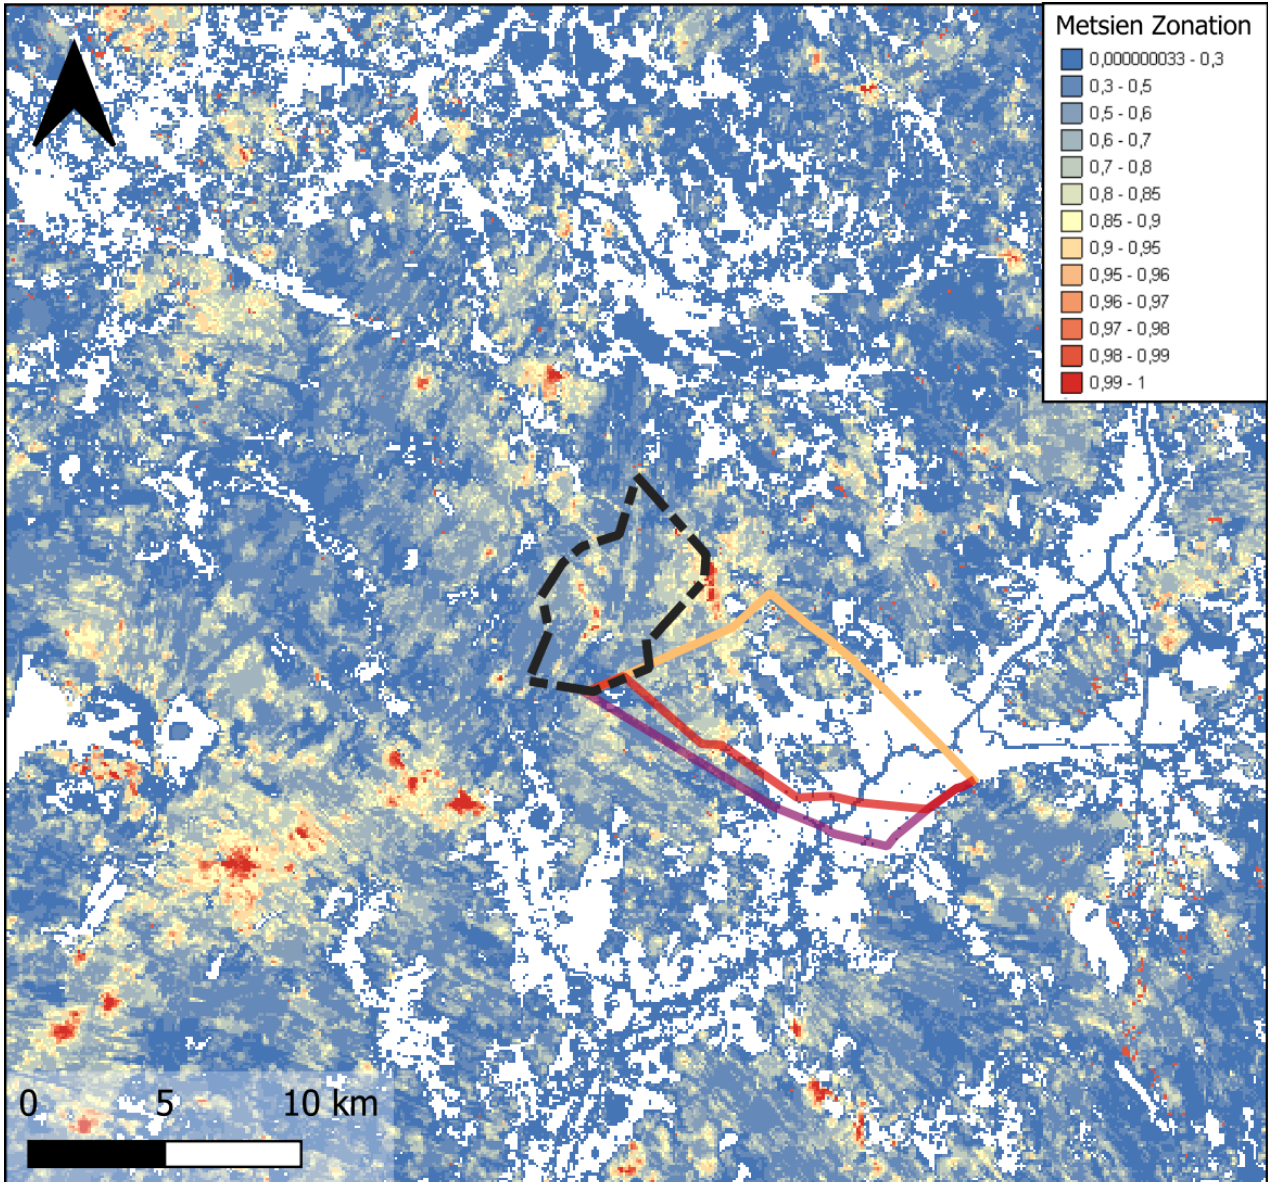 Metsien Zonation
0,000000033 - 0,3
0.3 - 0,5
0,5 - 0,6
0,6 - 0,7
0,7 - 0,8
0,8 - 0,85
0,85 - 0,9
0,9 - 0,95
0,95 - 0,96
0,96 - 0,97
0,97 - 0,98
0,98 - 0,99
0,99 - 1
0 5 10 km